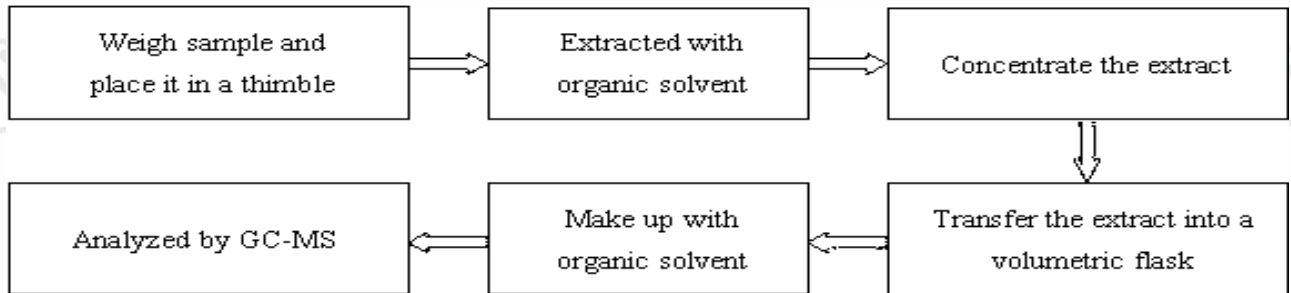 Weigh sample and
place it in a thimble
Extracted with
organic solvent
Concentrate the extract
Transfer the extract into a
volumetric flask
Make up with
organic solvent
Analyzed by GC-MS